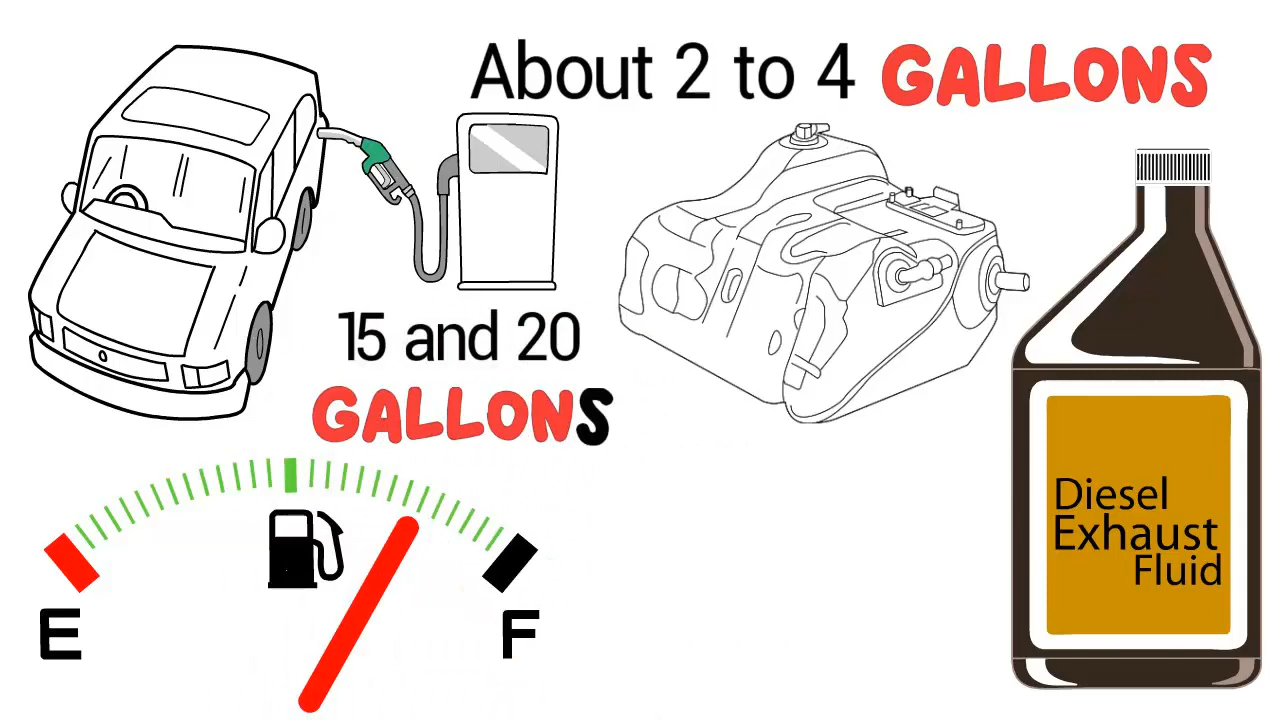 About 2 to 4 GALLONS
15 and 20
GALLONS
E
F
Diesel
Exhaust
Fluid